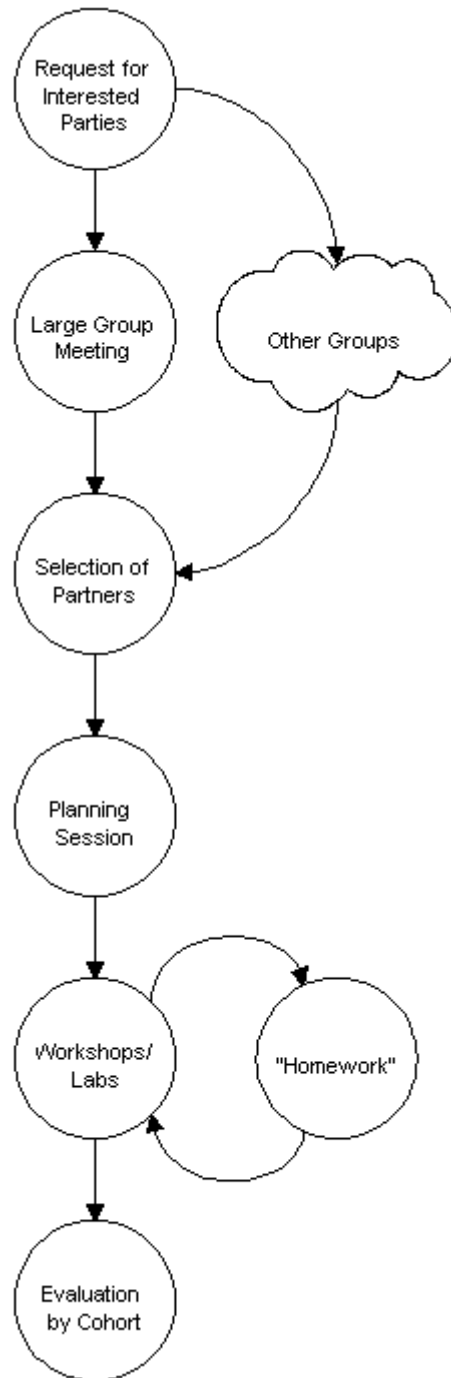 Request for
Interested
Parties
Large Group
Meeting
Other Groups
Selection of
Partners
Planning
Session
Workshops/
Labs
"Homework"
Evaluation
by Cohort